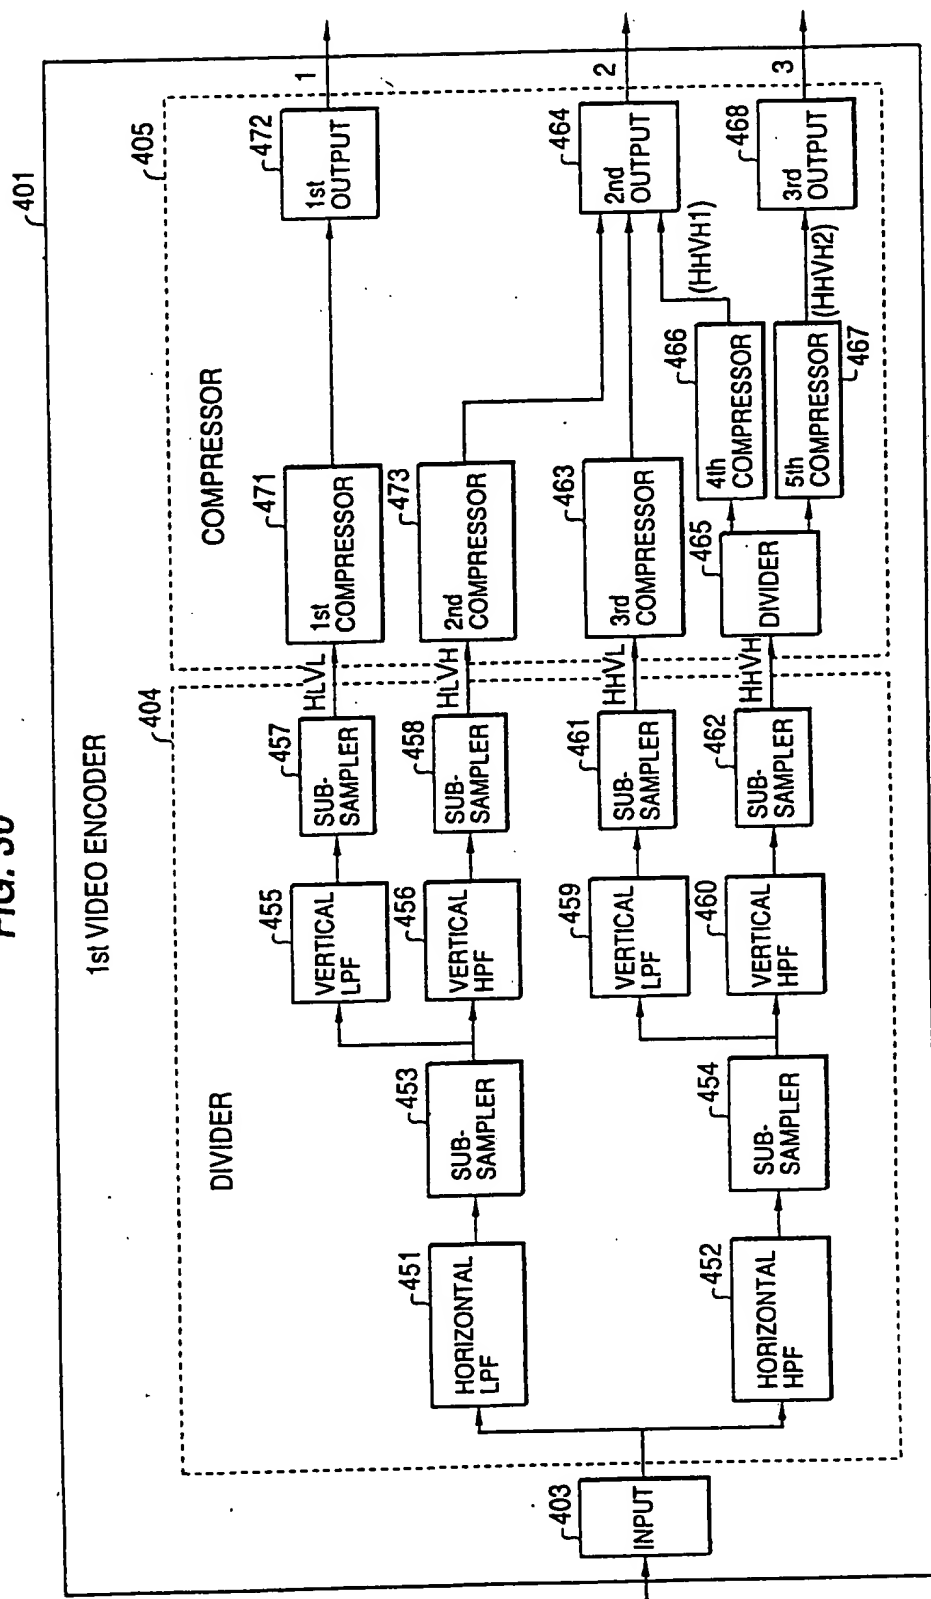 FIG. 30
401
1st VIDEO ENCODER
404
405
DIVIDER
COMPRESSOR
403
INPUT
451
HORIZONTAL
LPF
452
HORIZONTAL
HPF
453
SUB-
SAMPLER
454
SUB-
SAMPLER
455
VERTICAL
LPF
456
VERTICAL
HPF
459
VERTICAL
LPF
460
VERTICAL
HPF
457
SUB-
SAMPLER
458
SUB-
SAMPLER
461
SUB-
SAMPLER
462
SUB-
SAMPLER
HLVL
HLVH
HHVL
HHVH
471
1st
COMPRESSOR
473
2nd
COMPRESSOR
463
3rd
COMPRESSOR
465
DIVIDER
466
4th
COMPRESSOR
5th
COMPRESSOR
467
(HHVH1)
(HHVH2)
472
1st
OUTPUT
464
2nd
OUTPUT
468
3rd
OUTPUT
1
2
3